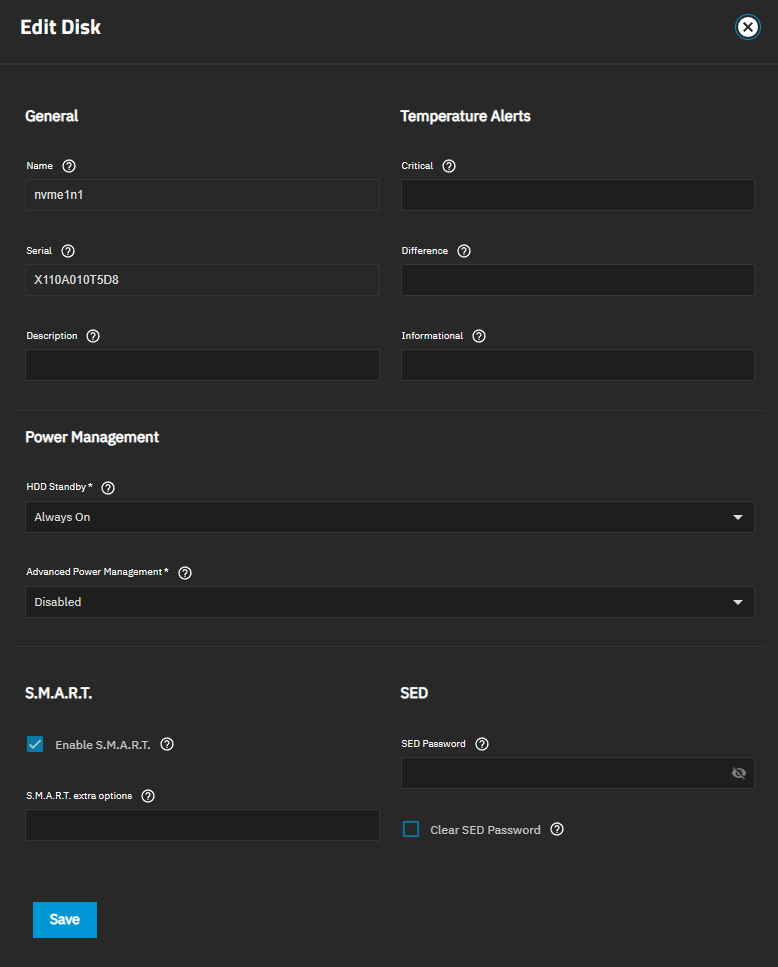 Edit Disk
General
Name
nvme1n1
Serial
X110A010T5D8
Description
Temperature Alerts
Critical
Difference
Informational
Power Management
HDD Standby *
Always On
Advanced Power Management *
Disabled
S.M.A.R.T.
Enable S.M.A.R.T.
S.M.A.R.T. extra options
SED
SED Password
Clear SED Password
Save